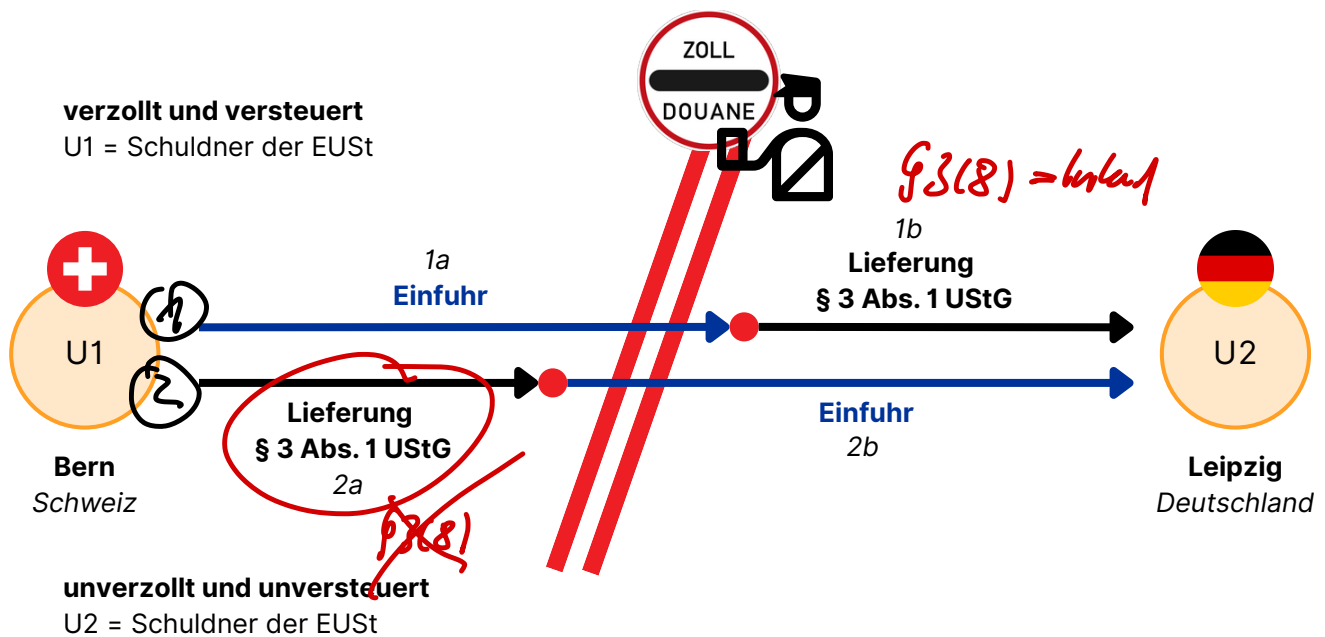 ZOLL
DOUANE
verzollt und versteuert
U1 = Schuldner der EUSt
§3(8) =
1b
Lieferung
§ 3 Abs. 1 UStG
1a
Einfuhr
1
U1
U2
2
Lieferung
§ 3 Abs. 1 UStG
2a
Einfuhr
2b
Bern
Schweiz
Leipzig
Deutschland
§3(8)
unverzollt und unversteuert
U2 = Schuldner der EUSt